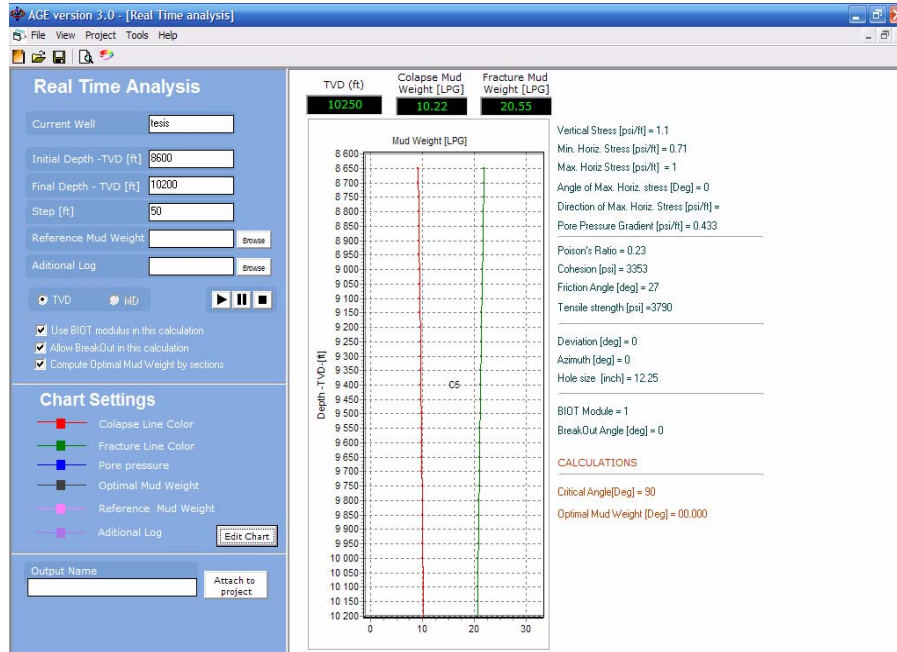 AGE version 3.0 - [Real Time analysis]
File View Project Tools Help
Real Time Analysis
Current Well tesis
Initial Depth -TVD [ft] 8600
Final Depth - TVD [ft] 10200
Step [ft] 50
Reference Mud Weight Browse
Aditional Log Browse
TVD MD
Use BIOT modulus in this calculation
Allow BreakOut in this calculation
Compute Optimal Mud Weight by sections
Chart Settings
Colapse Line Color
Fracture Line Color
Pore pressure
Optimal Mud Weight
Reference Mud Weight
Aditional Log
Edit Chart
Output Name
Attach to
project
TVD (ft)
10250
Colapse Mud
Weight [LPG]
10.22
Fracture Mud
Weight [LPG]
20.55
Mud Weight [LPG]
Depth -TVD-[ft]
8 600
8 650
8 700
8 750
8 800
8 850
8 900
8 950
9 000
9 050
9 100
9 150
9 200
9 250
9 300
9 350
9 400
9 450
9 500
9 550
9 600
9 650
9 700
9 750
9 800
9 850
9 900
9 950
10 000
10 050
10 100
10 150
10 200
C5
0 10 20 30
Vertical Stress [psi/ft] = 1.1
Min. Horiz. Stress [psi/ft] = 0.71
Max. Horiz Stress [psi/ft] = 1
Angle of Max. Horiz. stress [Deg] = 0
Direction of Max. Horiz. Stress [psi/ft] =
Pore Pressure Gradient [psi/ft] = 0.433
Poison's Ratio = 0.23
Cohesion [psi] = 3353
Friction Angle [deg] = 27
Tensile strength [psi] =3790
Deviation [deg] = 0
Azimuth [deg] = 0
Hole size [inch] = 12.25
BIOT Module = 1
BreakOut Angle [deg] = 0
CALCULATIONS
Critical Angle[Deg] = 90
Optimal Mud Weight [Deg] = 00.000